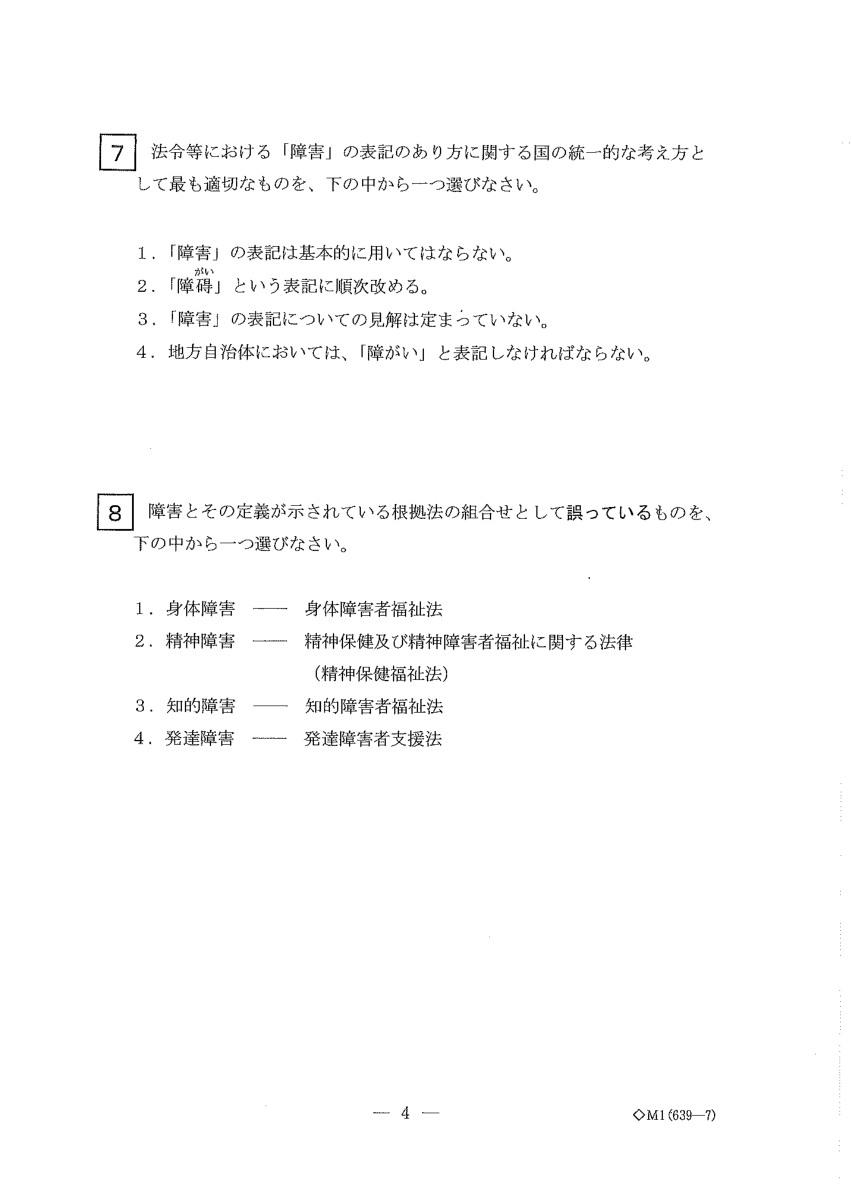 7 法令等における「障害」の表記のあり方に関する国の統一的な考え方と
して最も適切なものを、下の中から一つ選びなさい。
1．「障害」の表記は基本的に用いてはならない。
がい
2．「障碍」という表記に順次改める。
3．「障害」の表記についての見解は定まっていない。
4．地方自治体においては、「障がい」と表記しなければならない。
8 障害とその定義が示されている根拠法の組合せとして誤っているものを、
下の中から一つ選びなさい。
1．身体障害 ―― 身体障害者福祉法
2．精神障害 ―― 精神保健及び精神障害者福祉に関する法律
（精神保健福祉法）
3．知的障害 ―― 知的障害者福祉法
4．発達障害 ―― 発達障害者支援法
― 4 ―
◇M1(639―7)